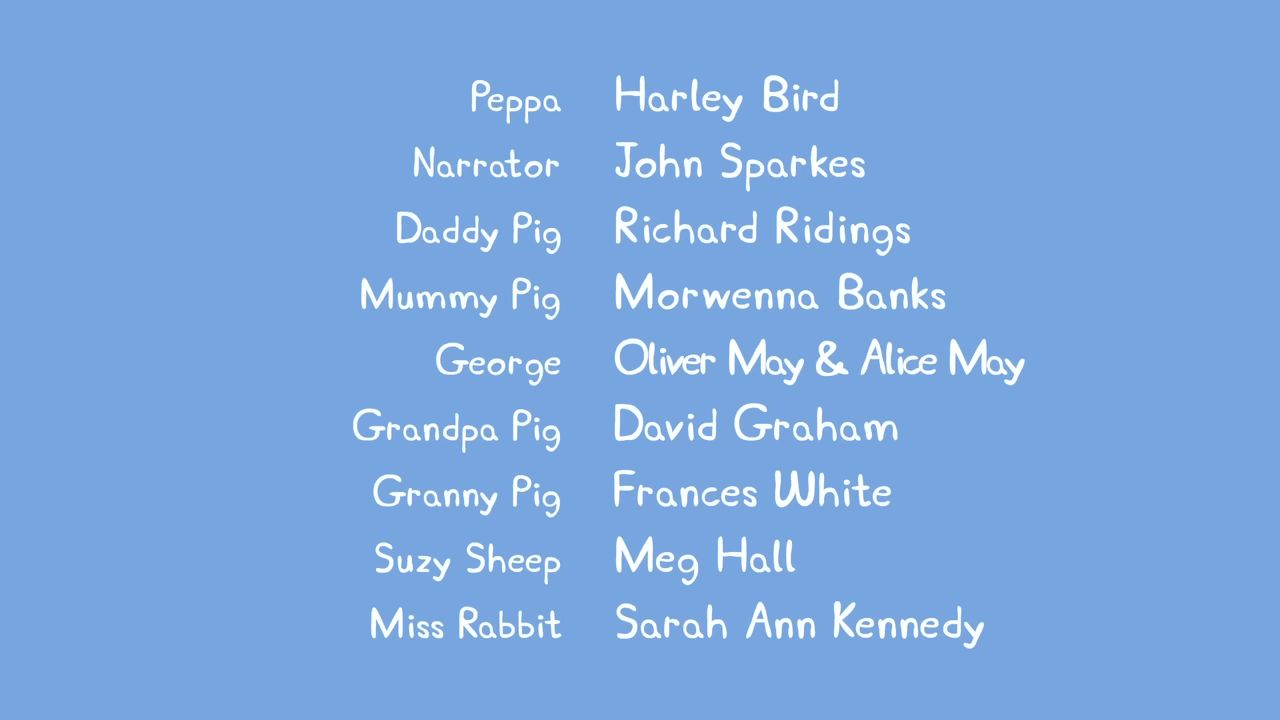 Peppa Harley Bird
Narrator John Sparkes
Daddy Pig Richard Ridings
Mummy Pig Morwenna Banks
George Oliver May & Alice May
Grandpa Pig David Graham
Granny Pig Frances White
Suzy Sheep Meg Hall
Miss Rabbit Sarah Ann Kennedy